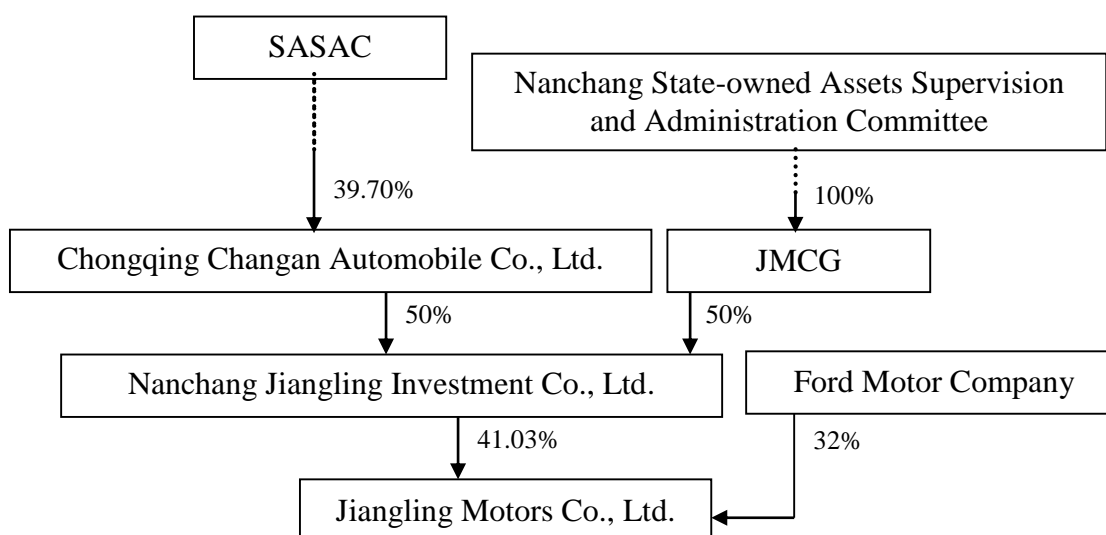 SASAC
Nanchang State-owned Assets Supervision
and Administration Committee
39.70%
100%
Chongqing Changan Automobile Co., Ltd.
JMCG
50%
50%
Nanchang Jiangling Investment Co., Ltd.
Ford Motor Company
41.03%
32%
Jiangling Motors Co., Ltd.